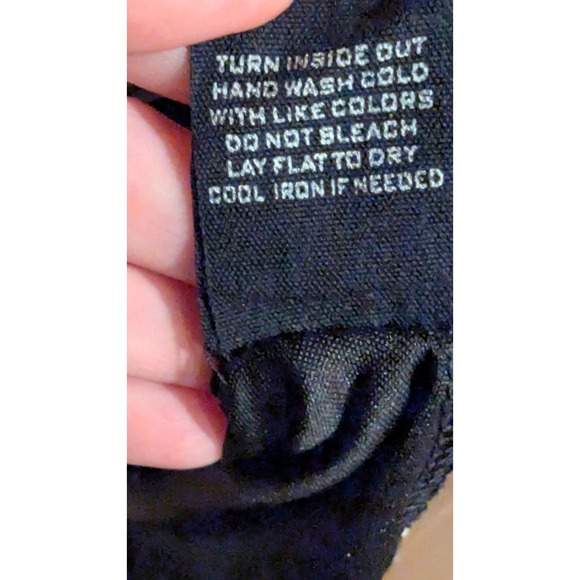 TURN INSIDE OUT
HAND WASH COLD
WITH LIKE COLORS
DO NOT BLEACH
LAY FLAT TO DRY
COOL IRON IF NEEDED